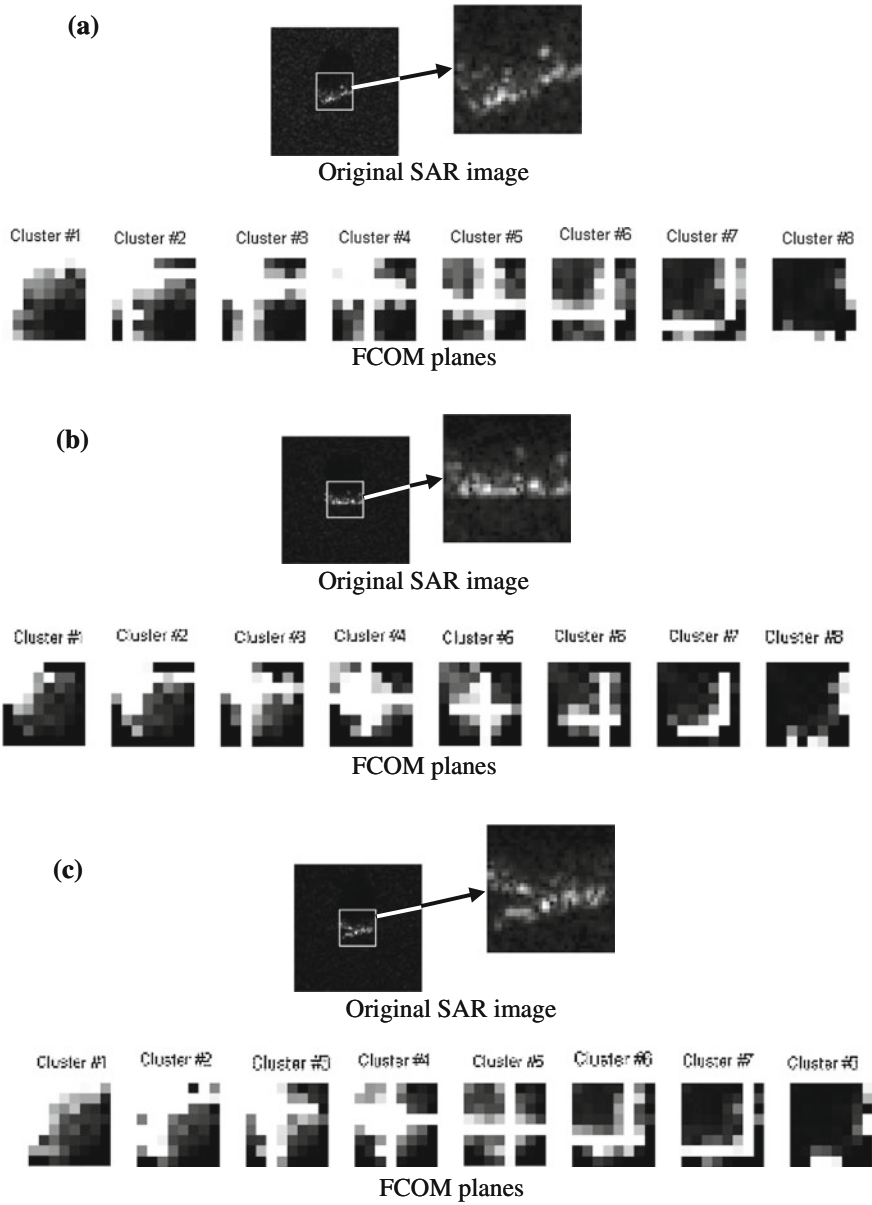 (a)
Original SAR image
Cluster #1 Cluster #2 Cluster #3 Cluster #4 Cluster #5 Cluster #6 Cluster #7 Cluster #8
FCOM planes
(b)
Original SAR image
Cluster #1 Cluster #2 Cluster #3 Cluster #4 Cluster #5 Cluster #6 Cluster #7 Cluster #8
FCOM planes
(c)
Original SAR image
Cluster #1 Cluster #2 Cluster #3 Cluster #4 Cluster #5 Cluster #6 Cluster #7 Cluster
FCOM planes